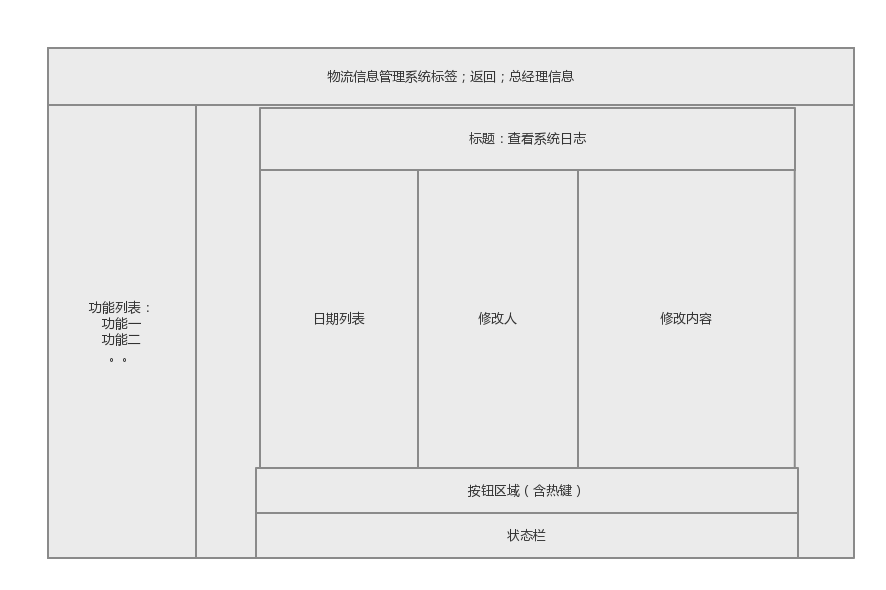 物流信息管理系统标签；返回；总经理信息
标题：查看系统日志
功能列表：
功能一
功能二
。。
日期列表
修改人
修改内容
按钮区域（含热键）
状态栏